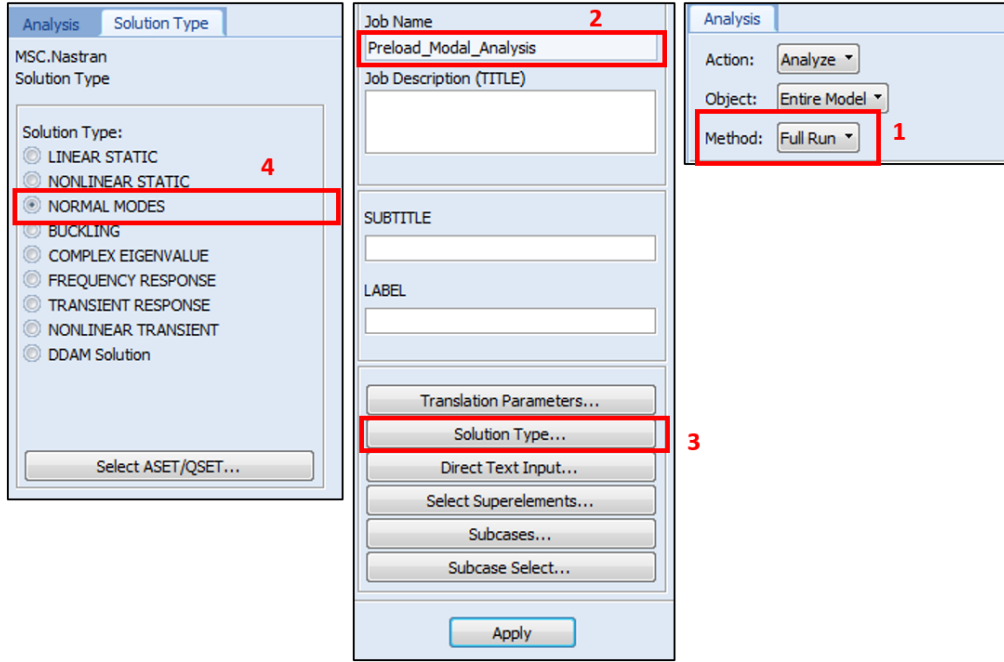 Analysis
Solution Type
MSC.Nastran
Solution Type
Solution Type:
LINEAR STATIC
4
NONLINEAR STATIC
NORMAL MODES
BUCKLING
COMPLEX EIGENVALUE
FREQUENCY RESPONSE
TRANSIENT RESPONSE
NONLINEAR TRANSIENT
DDAM Solution
Select ASET/QSET...
Job Name
2
Preload_Modal_Analysis
Job Description (TITLE)
SUBTITLE
LABEL
Translation Parameters...
Solution Type...
3
Direct Text Input...
Select Superelements...
Subcases...
Subcase Select...
Apply
Analysis
Action: Analyze
Object: Entire Model
Method: Full Run
1